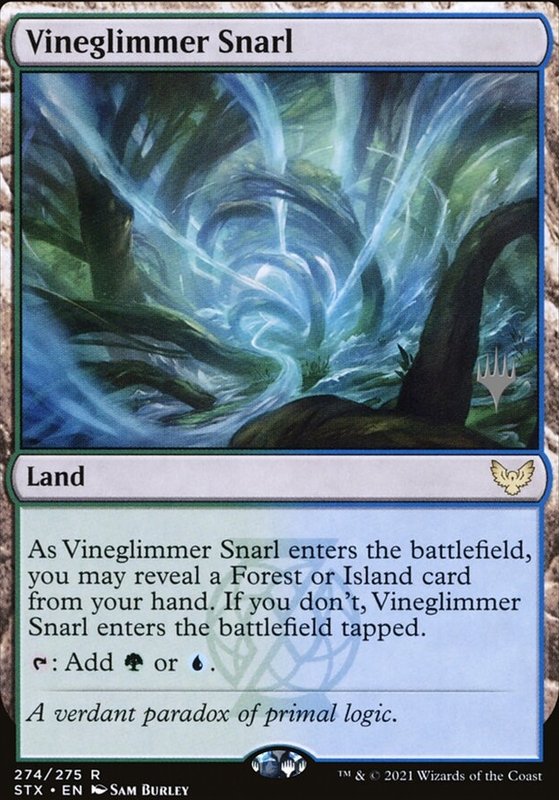 Vineglimmer Snarl
Land
As Vineglimmer Snarl enters the battlefield,
you may reveal a Forest or Island card
from your hand. If you don't, Vineglimmer
Snarl enters the battlefield tapped.
: Add or .
A verdant paradox of primal logic.
274/275 R
STX • EN Sam Burley
™ & © 2021 Wizards of the Coast